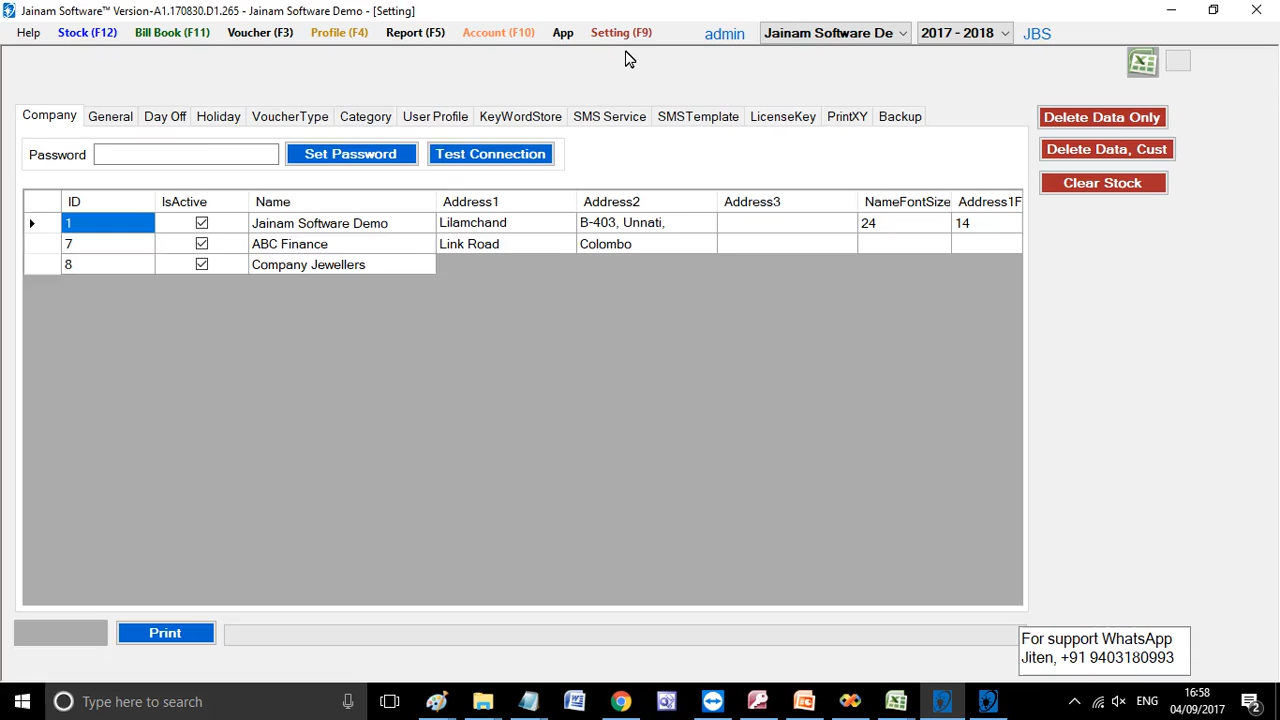 Jainam Software™ Version-A1.170830.D1.265 - Jainam Software Demo - [Setting]
Help Stock (F12) Bill Book (F11) Voucher (F3) Profile (F4) Report (F5) Account (F10) App Setting (F9) admin Jainam Software De 2017 - 2018 JBS
Company General Day Off Holiday VoucherType Category User Profile KeyWordStore SMS Service SMSTemplate LicenseKey PrintXY Backup
Delete Data Only
Password Set Password Test Connection
Delete Data, Cust
Clear Stock
ID IsActive Name Address1 Address2 Address3 NameFontSize Address1F
1 Jainam Software Demo Lilamchand B-403, Unnati, 24 14
7 ABC Finance Link Road Colombo
8 Company Jewellers
Print
For support WhatsApp
Jiten, +91 9403180993
Type here to search
ENG
16:58
04/09/2017
2